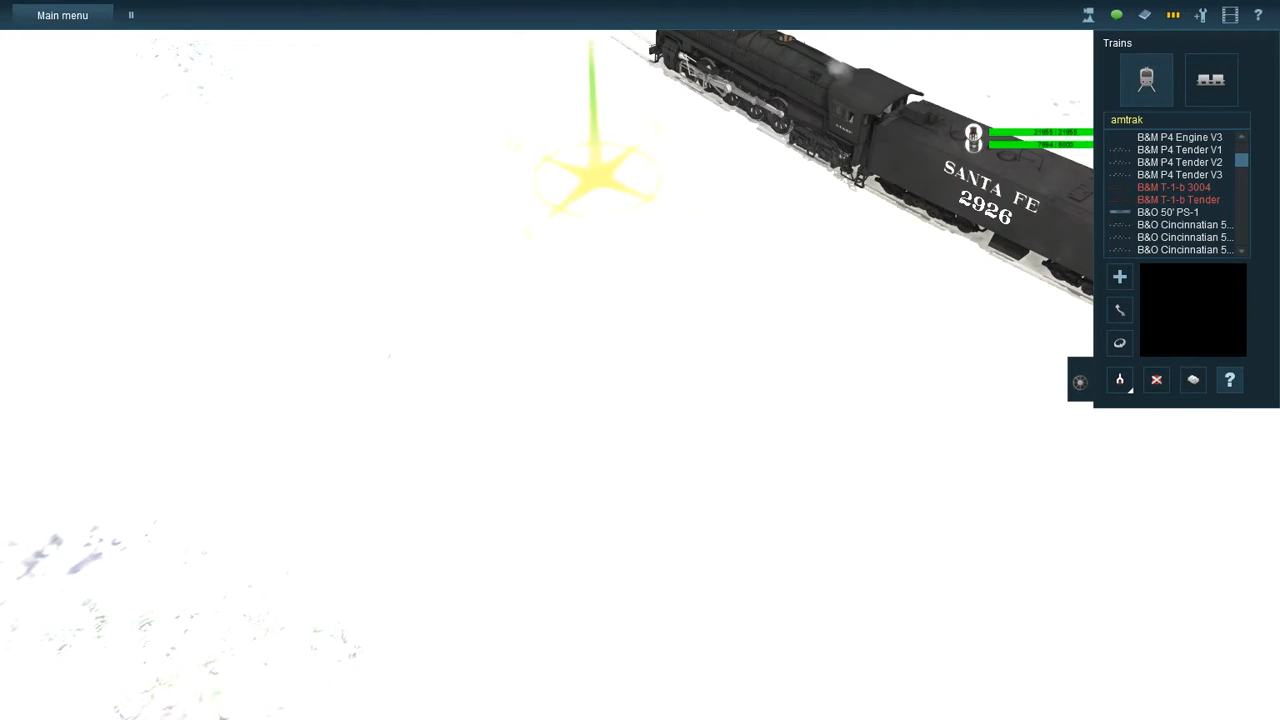 Main menu
Trains
amtrak
B&M P4 Engine V3
B&M P4 Tender V1
B&M P4 Tender V2
B&M P4 Tender V3
B&M T-1-b 3004
B&M T-1-b Tender
B&O 50' PS-1
B&O Cincinnatian 5...
B&O Cincinnatian 5...
B&O Cincinnatian 5...
SANTA FE
2926